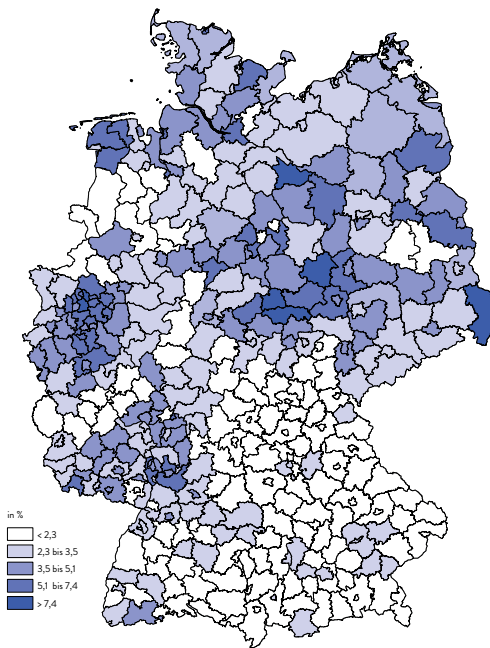 in %
< 2,3
2,3 bis 3,5
3,5 bis 5,1
5,1 bis 7,4
> 7,4